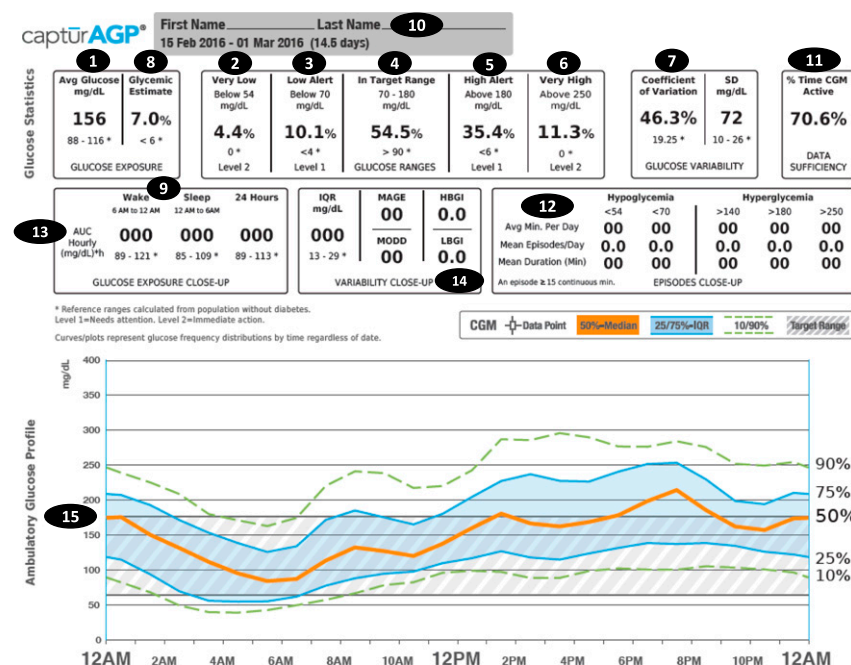 captūrAGP®
First Name Last Name 10
15 Feb 2016 - 01 Mar 2016 (14.5 days)
Glucose Statistics
1 8 2 3 4 5 6 7 11
Avg Glucose mg/dL
156
88 - 116 *
Glycemic Estimate
7.0%
< 6 *
GLUCOSE EXPOSURE
Very Low
Below 54
mg/dL
4.4%
0 *
Level 2
Low Alert
Below 70
mg/dL
10.1%
<4 *
Level 1
In Target Range
70 - 180
mg/dL
54.5%
> 90 *
GLUCOSE RANGES
High Alert
Above 180
mg/dL
35.4%
<6 *
Level 1
Very High
Above 250
mg/dL
11.3%
0 *
Level 2
Coefficient
of Variation
46.3%
19.25 *
SD
mg/dL
72
10 - 26 *
GLUCOSE VARIABILITY
% Time CGM
Active
70.6%
DATA
SUFFICIENCY
9
13
Wake Sleep 24 Hours
6 AM to 12 AM 12 AM to 6AM
AUC
Hourly
(mg/dL)*h
000 000 000
89 - 121 * 85 - 109 * 89 - 113 *
GLUCOSE EXPOSURE CLOSE-UP
IQR
mg/dL
000
13 - 29 *
MAGE
00
MODD
00
HBGI
0.0
LBGI
0.0
VARIABILITY CLOSE-UP 14
12
Hypoglycemia Hyperglycemia
<54 <70 >140 >180 >250
Avg Min. Per Day 00 00 00 00 00
Mean Episodes/Day 0.0 0.0 0.0 0.0 0.0
Mean Duration (Min) 00 00 00 00 00
An episode ≥ 15 continuous min. EPISODES CLOSE-UP
* Reference ranges calculated from population without diabetes.
Level 1=Needs attention. Level 2=Immediate action.
Curves/plots represent glucose frequency distributions by time regardless of date.
CGM Data Point 50%=Median 25/75%=IQR 10/90% Target Range
Ambulatory Glucose Profile
mg/dL
400
350
300
250
200
150
100
50
0
15
90%
75%
50%
25%
10%
12AM 2AM 4AM 6AM 8AM 10AM 12PM 2PM 4PM 6PM 8PM 10PM 12AM